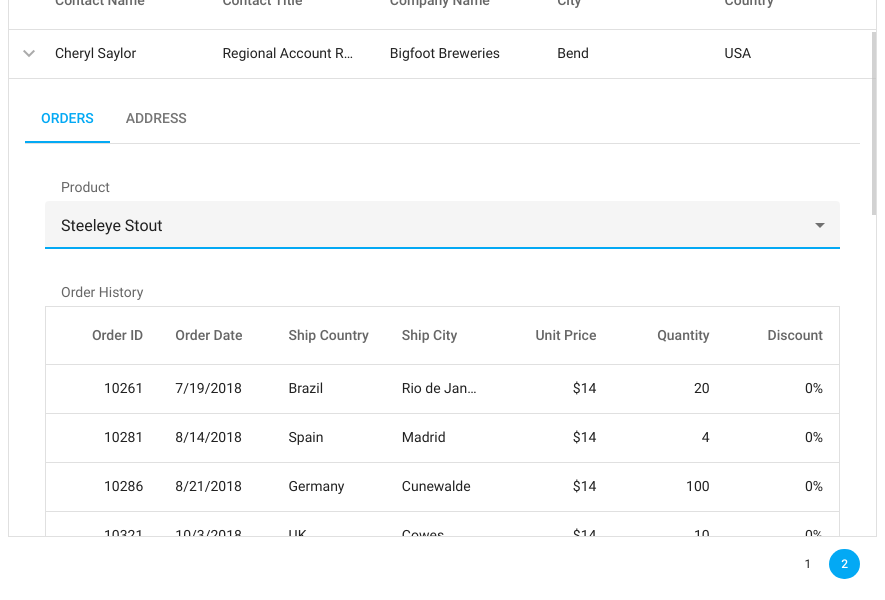 Contact Name Contact Title Company Name City Country
Cheryl Saylor Regional Account R... Bigfoot Breweries Bend USA
ORDERS ADDRESS
Product
Steeleye Stout
Order History
Order ID Order Date Ship Country Ship City Unit Price Quantity Discount
10261 7/19/2018 Brazil Rio de Jan... $14 20 0%
10281 8/14/2018 Spain Madrid $14 4 0%
10286 8/21/2018 Germany Cunewalde $14 100 0%
10321 10/3/2018 UK Cowes $14 10 0%
1 2